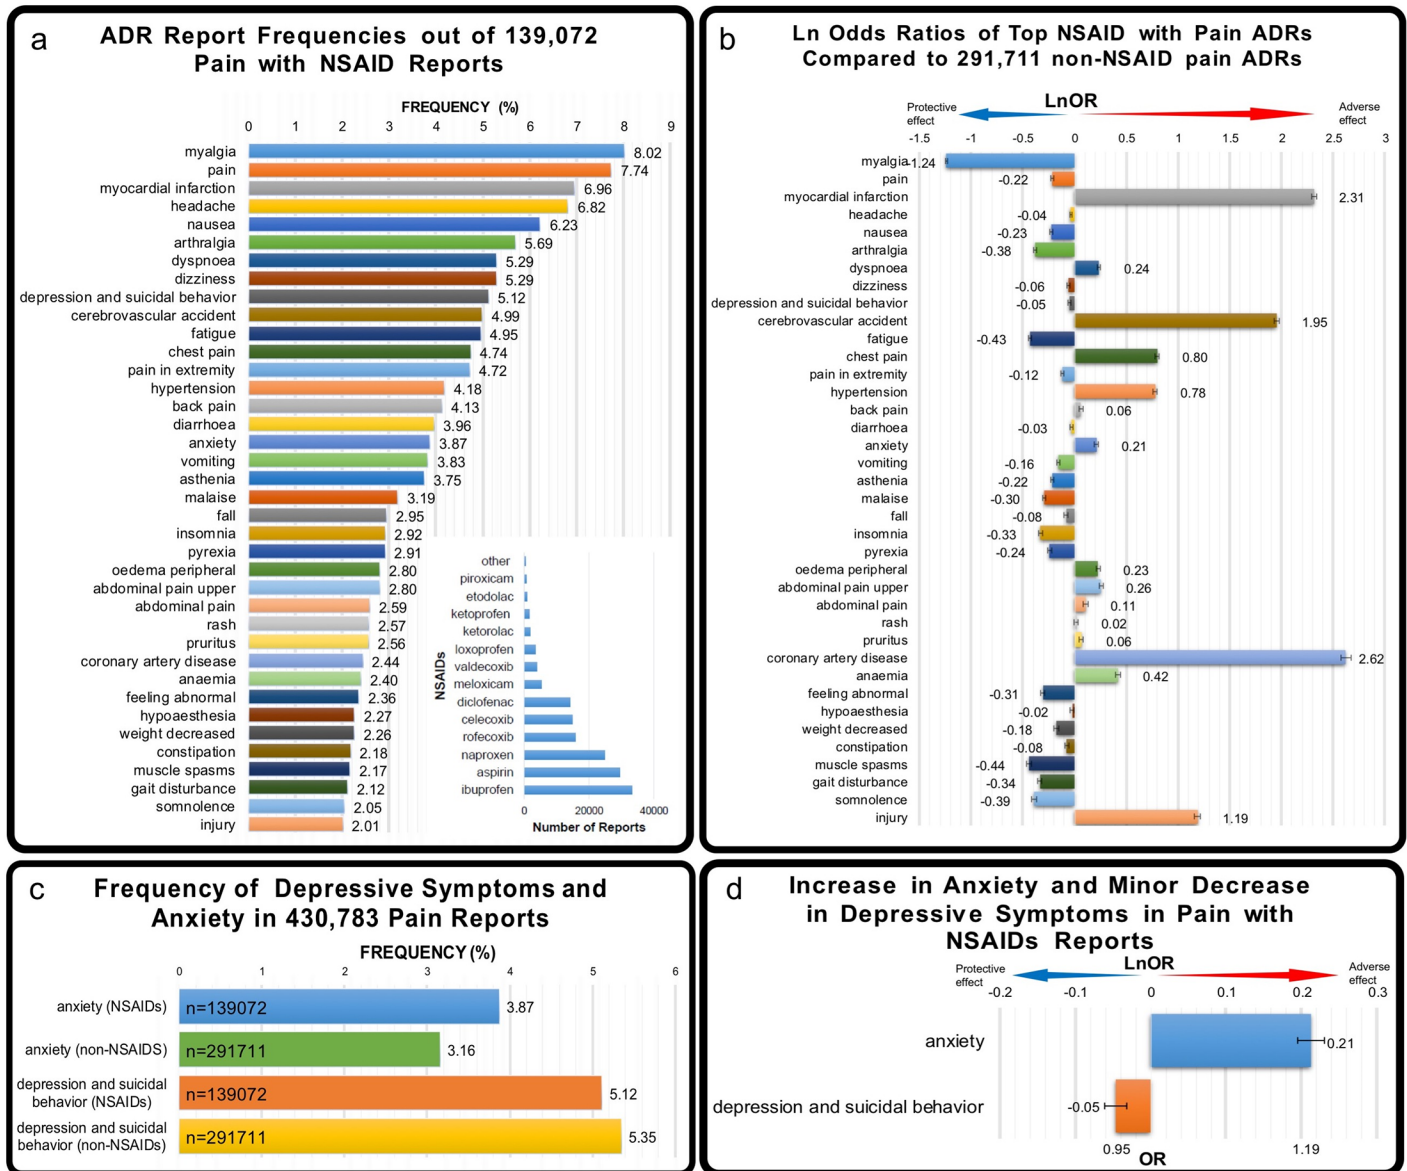 a
ADR Report Frequencies out of 139,072
Pain with NSAID Reports
FREQUENCY (%)
0 1 2 3 4 5 6 7 8 9
myalgia 8.02
pain 7.74
myocardial infarction 6.96
headache 6.82
nausea 6.23
arthralgia 5.69
dyspnoea 5.29
dizziness 5.29
depression and suicidal behavior 5.12
cerebrovascular accident 4.99
fatigue 4.95
chest pain 4.74
pain in extremity 4.72
hypertension 4.18
back pain 4.13
diarrhoea 3.96
anxiety 3.87
vomiting 3.83
asthenia 3.75
malaise 3.19
fall 2.95
insomnia 2.92
pyrexia 2.91
oedema peripheral 2.80
abdominal pain upper 2.80
abdominal pain 2.59
rash 2.57
pruritus 2.56
coronary artery disease 2.44
anaemia 2.40
feeling abnormal 2.36
hypoaesthesia 2.27
weight decreased 2.26
constipation 2.18
muscle spasms 2.17
gait disturbance 2.12
somnolence 2.05
injury 2.01
NSAIDs
other
piroxicam
etodolac
ketoprofen
ketorolac
loxoprofen
valdecoxib
meloxicam
diclofenac
celecoxib
rofecoxib
naproxen
aspirin
ibuprofen
0 20000 40000
Number of Reports
b
Ln Odds Ratios of Top NSAID with Pain ADRs
Compared to 291,711 non-NSAID pain ADRs
LnOR
Protective
effect
Adverse
effect
-1.5 -1 -0.5 0 0.5 1 1.5 2 2.5 3
myalgia -1.24
pain -0.22
myocardial infarction 2.31
headache -0.04
nausea -0.23
arthralgia -0.38
dyspnoea 0.24
dizziness -0.06
depression and suicidal behavior -0.05
cerebrovascular accident 1.95
fatigue -0.43
chest pain 0.80
pain in extremity -0.12
hypertension 0.78
back pain 0.06
diarrhoea -0.03
anxiety 0.21
vomiting -0.16
asthenia -0.22
malaise -0.30
fall -0.08
insomnia -0.33
pyrexia -0.24
oedema peripheral 0.23
abdominal pain upper 0.26
abdominal pain 0.11
rash 0.02
pruritus 0.06
coronary artery disease 2.62
anaemia 0.42
feeling abnormal -0.31
hypoaesthesia -0.02
weight decreased -0.18
constipation -0.08
muscle spasms -0.44
gait disturbance -0.34
somnolence -0.39
injury 1.19
c
Frequency of Depressive Symptoms and
Anxiety in 430,783 Pain Reports
FREQUENCY (%)
0 1 2 3 4 5 6
anxiety (NSAIDs) n=139072 3.87
anxiety (non-NSAIDS) n=291711 3.16
depression and suicidal
behavior (NSAIDs) n=139072 5.12
depression and suicidal
behavior (non-NSAIDs) n=291711 5.35
d
Increase in Anxiety and Minor Decrease
in Depressive Symptoms in Pain with
NSAIDs Reports
LnOR
Protective
effect
Adverse
effect
-0.2 -0.1 0 0.1 0.2 0.3
anxiety 0.21
depression and suicidal behavior -0.05
0.95 1.19
OR